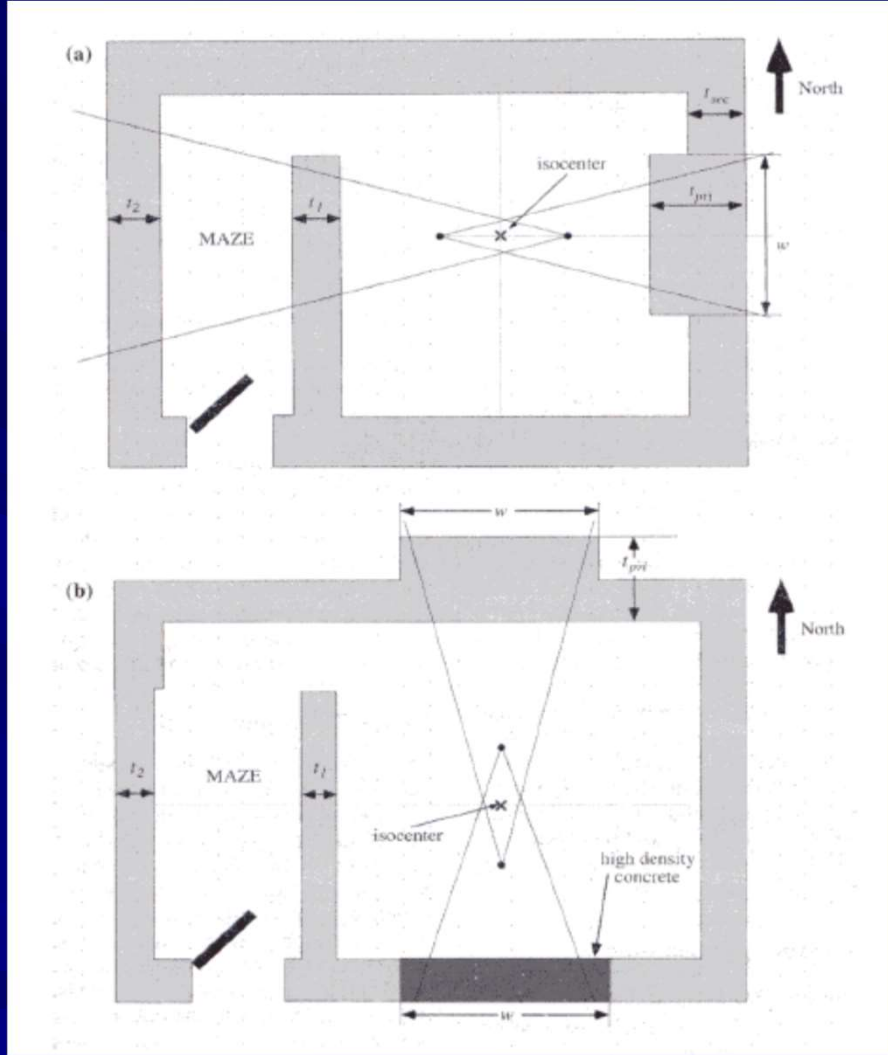 (a)
North
t_sec
isocenter
t_2
MAZE
t_1
t_pri
w
w
(b)
t_pri
North
t_2
MAZE
t_1
isocenter
high density
concrete
w